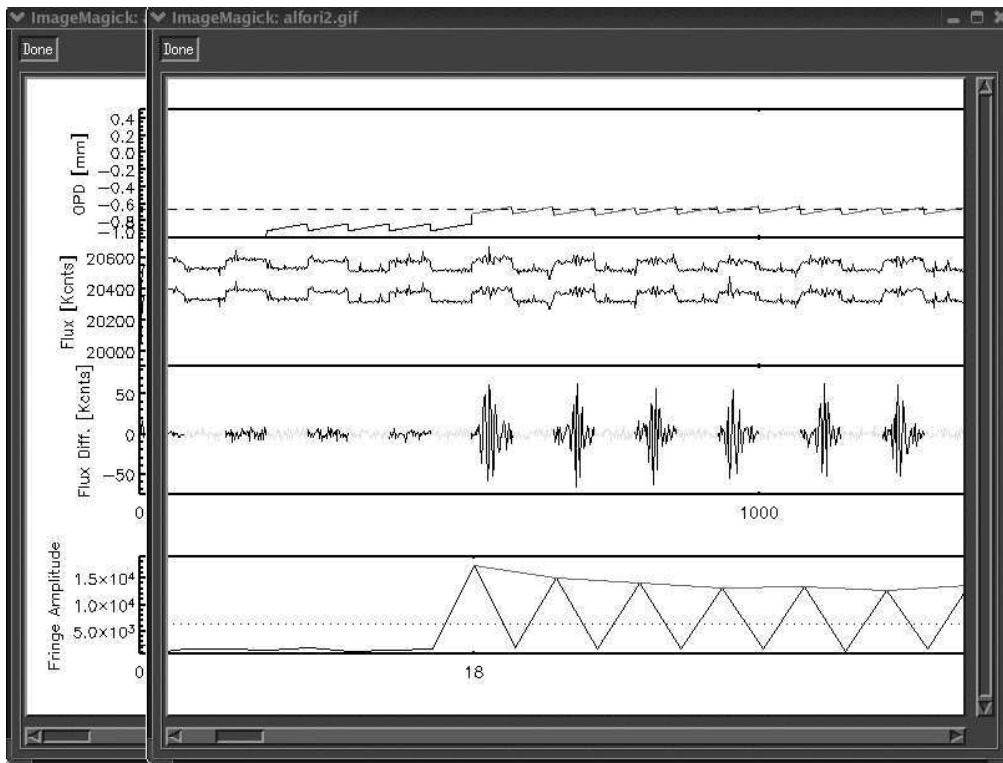 ImageMagick: a
ImageMagick: alfori2.gif
Done
Done
OPD [mm]
0.4
0.2
0.0
−0.2
−0.4
−0.6
−0.8
−1.0
Flux [Kcnts]
20600
20400
20200
20000
Flux Diff. [Kcnts]
50
0
−50
0
1000
Fringe Amplitude
1.5×10⁴
1.0×10⁴
5.0×10³
0
18